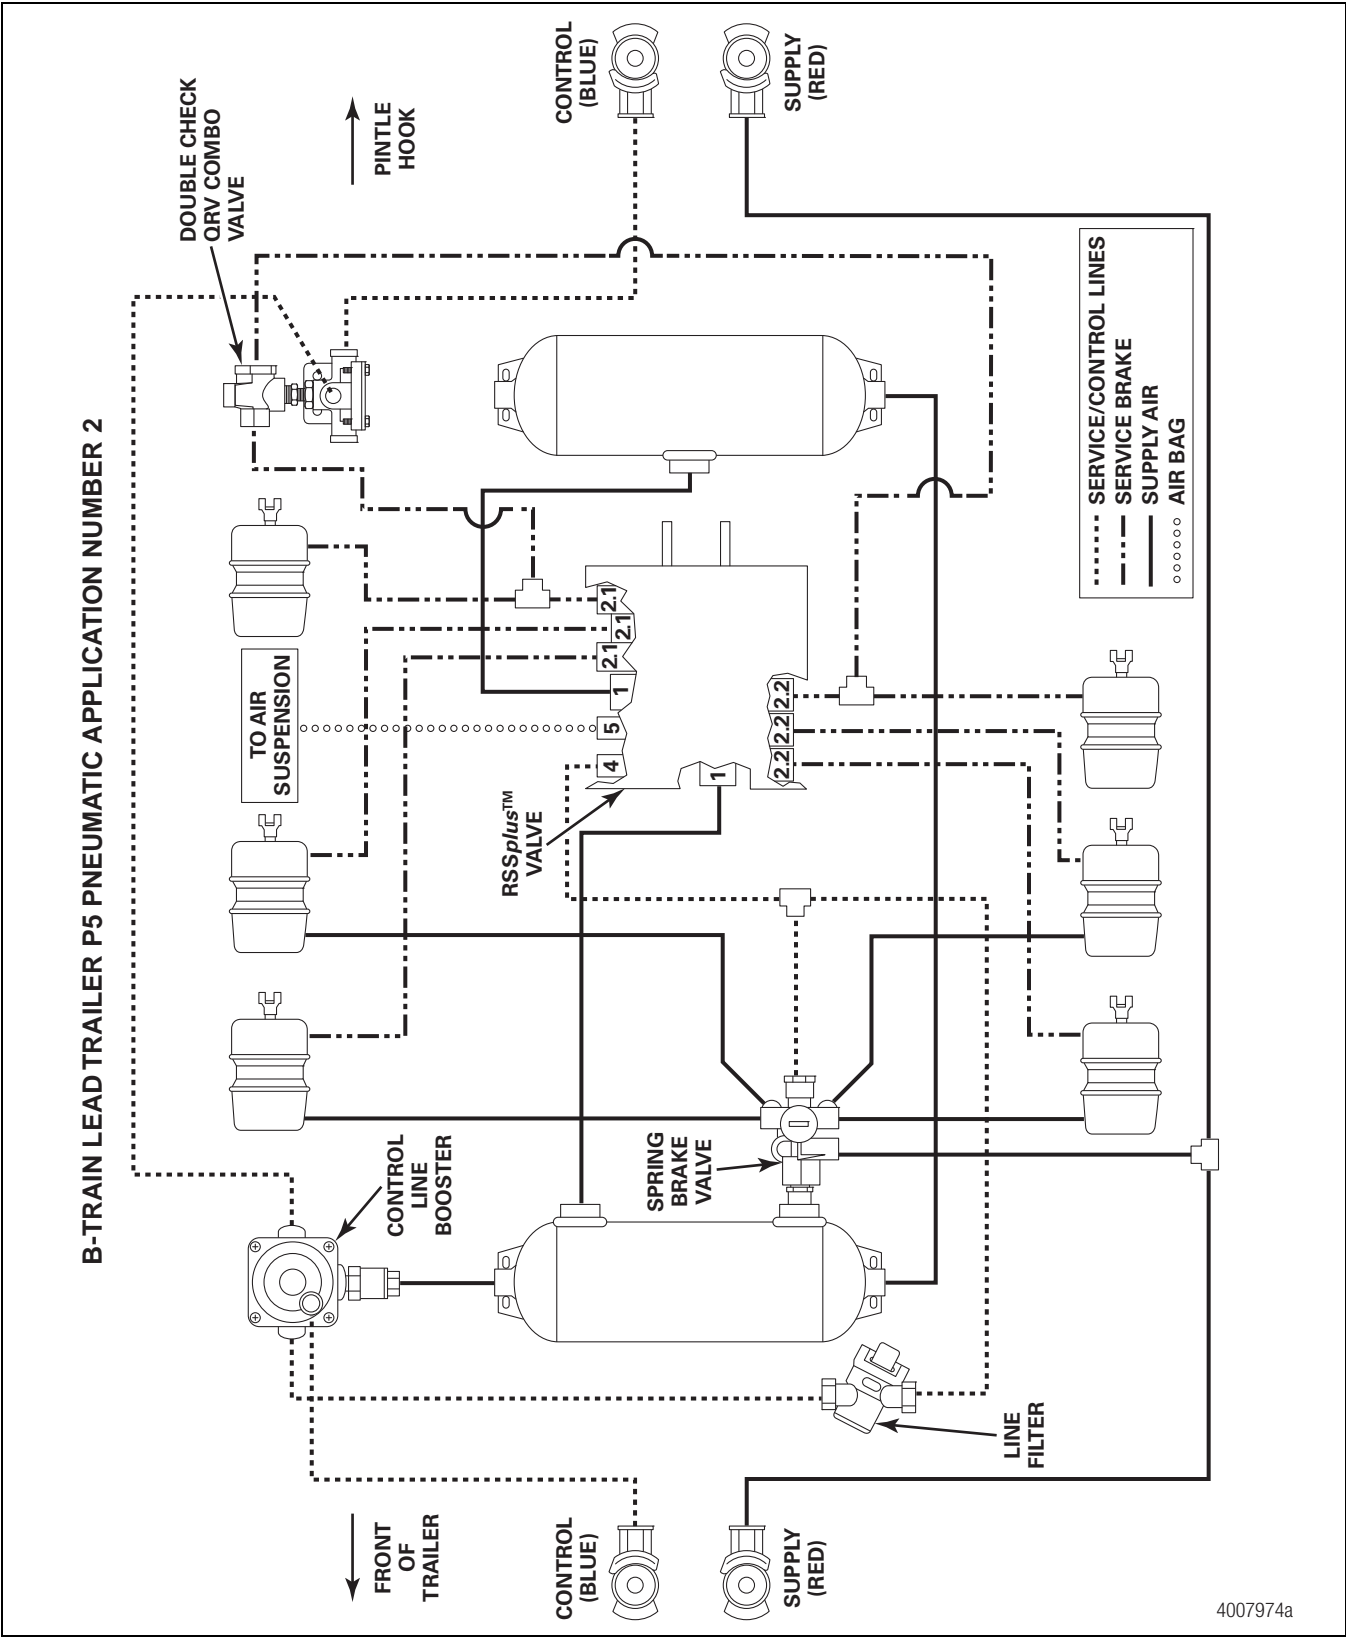 B-TRAIN LEAD TRAILER P5 PNEUMATIC APPLICATION NUMBER 2
DOUBLE CHECK
QRV COMBO
VALVE
PINTLE
HOOK
CONTROL
(BLUE)
SUPPLY
(RED)
TO AIR
SUSPENSION
2.1
2.1
2.1
1
5
4
1
2.2
2.2
2.2
RSSplus™
VALVE
SERVICE/CONTROL LINES
SERVICE BRAKE
SUPPLY AIR
AIR BAG
CONTROL
LINE
BOOSTER
SPRING
BRAKE
VALVE
LINE
FILTER
FRONT
OF
TRAILER
CONTROL
(BLUE)
SUPPLY
(RED)
4007974a